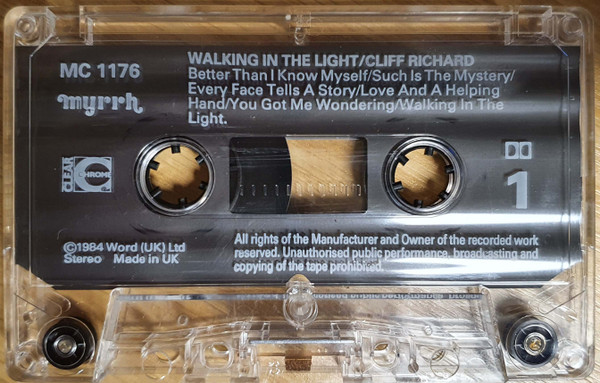 MC 1176
myrrh
CLEAR
CHROME
WALKING IN THE LIGHT/CLIFF RICHARD
Better Than I Know Myself/Such Is The Mystery/
Every Face Tells A Story/Love And A Helping
Hand/You Got Me Wondering/Walking In The
Light.
1
©1984 Word (UK) Ltd
Stereo Made in UK
All rights of the Manufacturer and Owner of the recorded work
reserved. Unauthorised public performance, broadcasting and
copying of the tape prohibited.